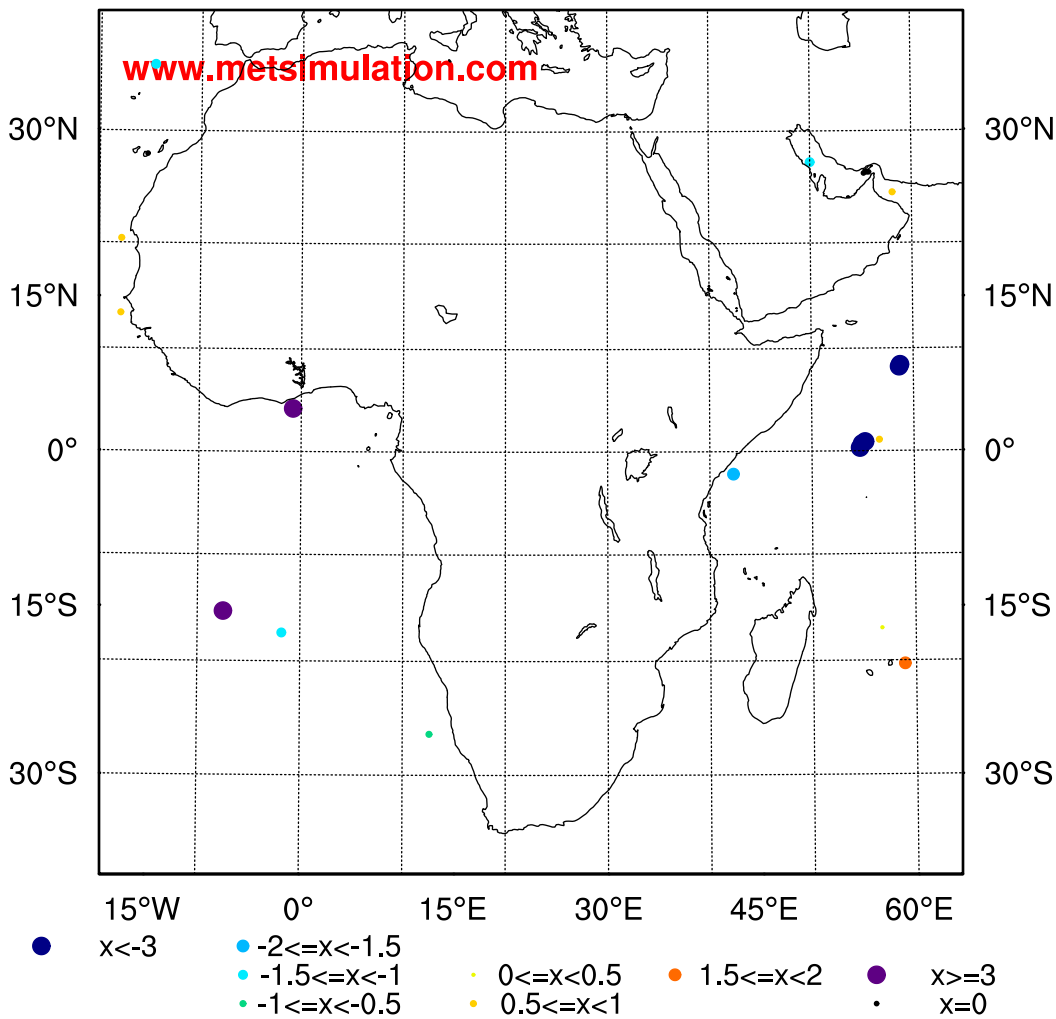 www.metsimulation.com
30°N 30°N
15°N 15°N
0° 0°
15°S 15°S
30°S 30°S
15°W 0° 15°E 30°E 45°E 60°E
x<-3 -2<=x<-1.5
-1.5<=x<-1 0<=x<0.5 1.5<=x<2 x>=3
-1<=x<-0.5 0.5<=x<1 x=0